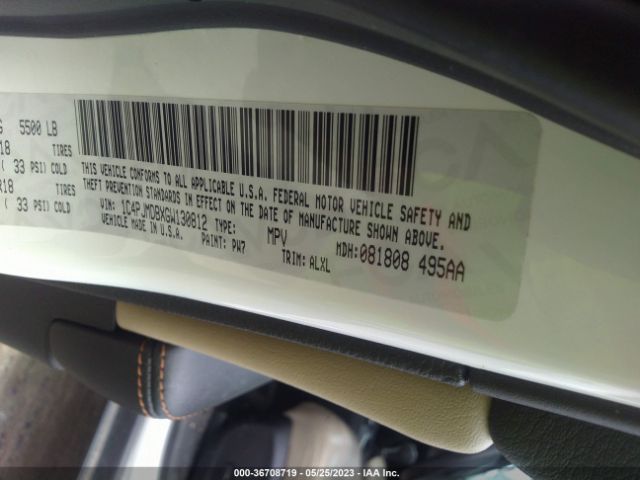 G 5500 LB
18 TIRES
( 33 PSI) COLD
R18 TIRES
( 33 PSI) COLD
THIS VEHICLE CONFORMS TO ALL APPLICABLE U.S.A. FEDERAL MOTOR VEHICLE SAFETY AND
THEFT PREVENTION STANDARDS IN EFFECT ON THE DATE OF MANUFACTURE SHOWN ABOVE.
VIN: 1C4PJMDBXGW130812 TYPE: MPV MDH:081808 495AA
VEHICLE MADE IN U.S.A. PAINT: PW7 TRIM: ALXL
000-36708719 // 05/25/2023 // IAA Inc.